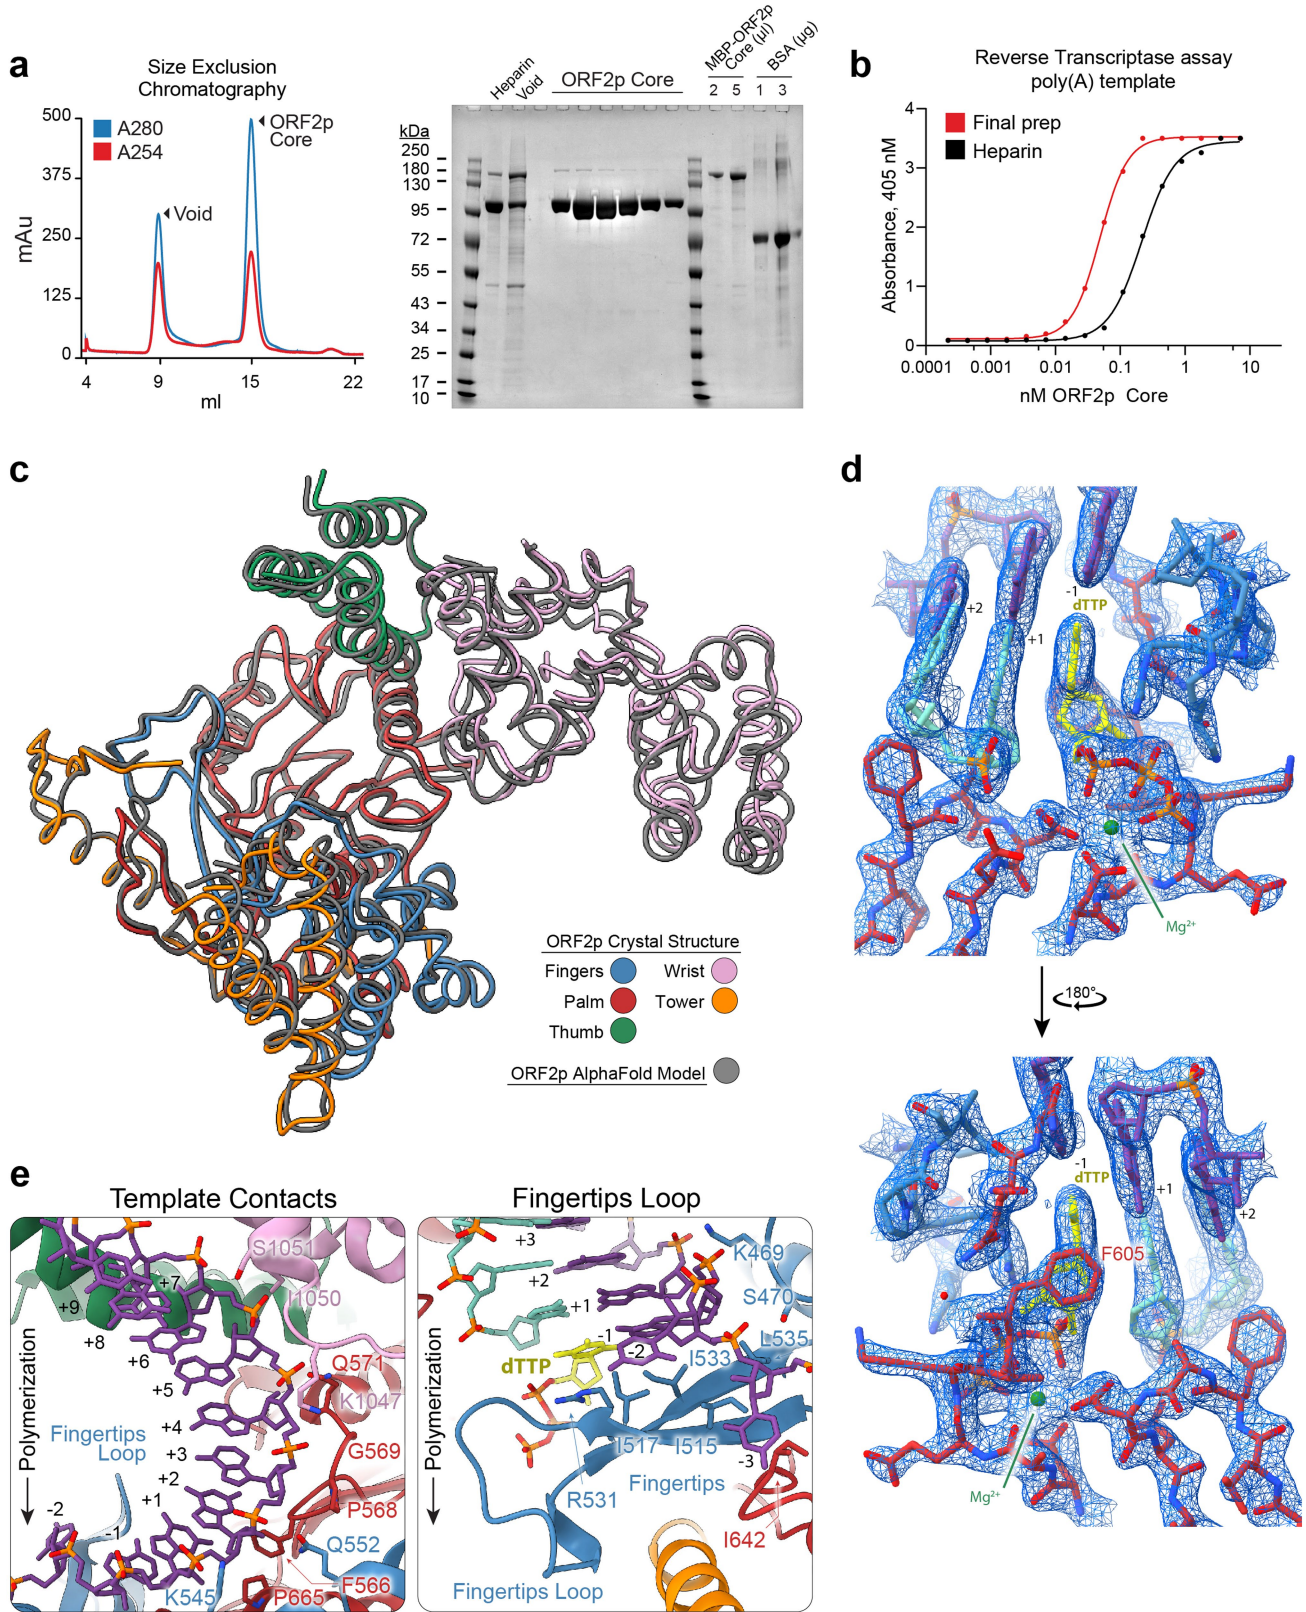 a
Size Exclusion
Chromatography
500
375
250
125
0
mAu
A280
A254
ORF2p
Core
Void
4
9
15
22
ml
Heparin
Void
ORF2p Core
MBP-ORF2p
Core (µl)
BSA (µg)
2
5
1
3
kDa
250
180
130
95
72
55
43
34
25
17
10
b
Reverse Transcriptase assay
poly(A) template
Final prep
Heparin
Absorbance, 405 nM
4
3
2
1
0
0.0001
0.001
0.01
0.1
1
10
nM ORF2p Core
c
ORF2p Crystal Structure
Fingers
Wrist
Palm
Tower
Thumb
ORF2p AlphaFold Model
d
+2
-1
dTTP
+1
Mg²⁺
180°
-1
dTTP
+1
+2
F605
Mg²⁺
e
Template Contacts
S1051
I1050
+7
+9
+8
+6
+5
+4
+3
+2
+1
-1
-2
Polymerization
Fingertips
Loop
Q571
K1047
G569
P568
Q552
F566
P665
K545
Fingertips Loop
+3
+2
+1
-1
-2
-3
dTTP
K469
S470
L535
I533
I517
I515
R531
Fingertips
I642
Polymerization
Fingertips Loop